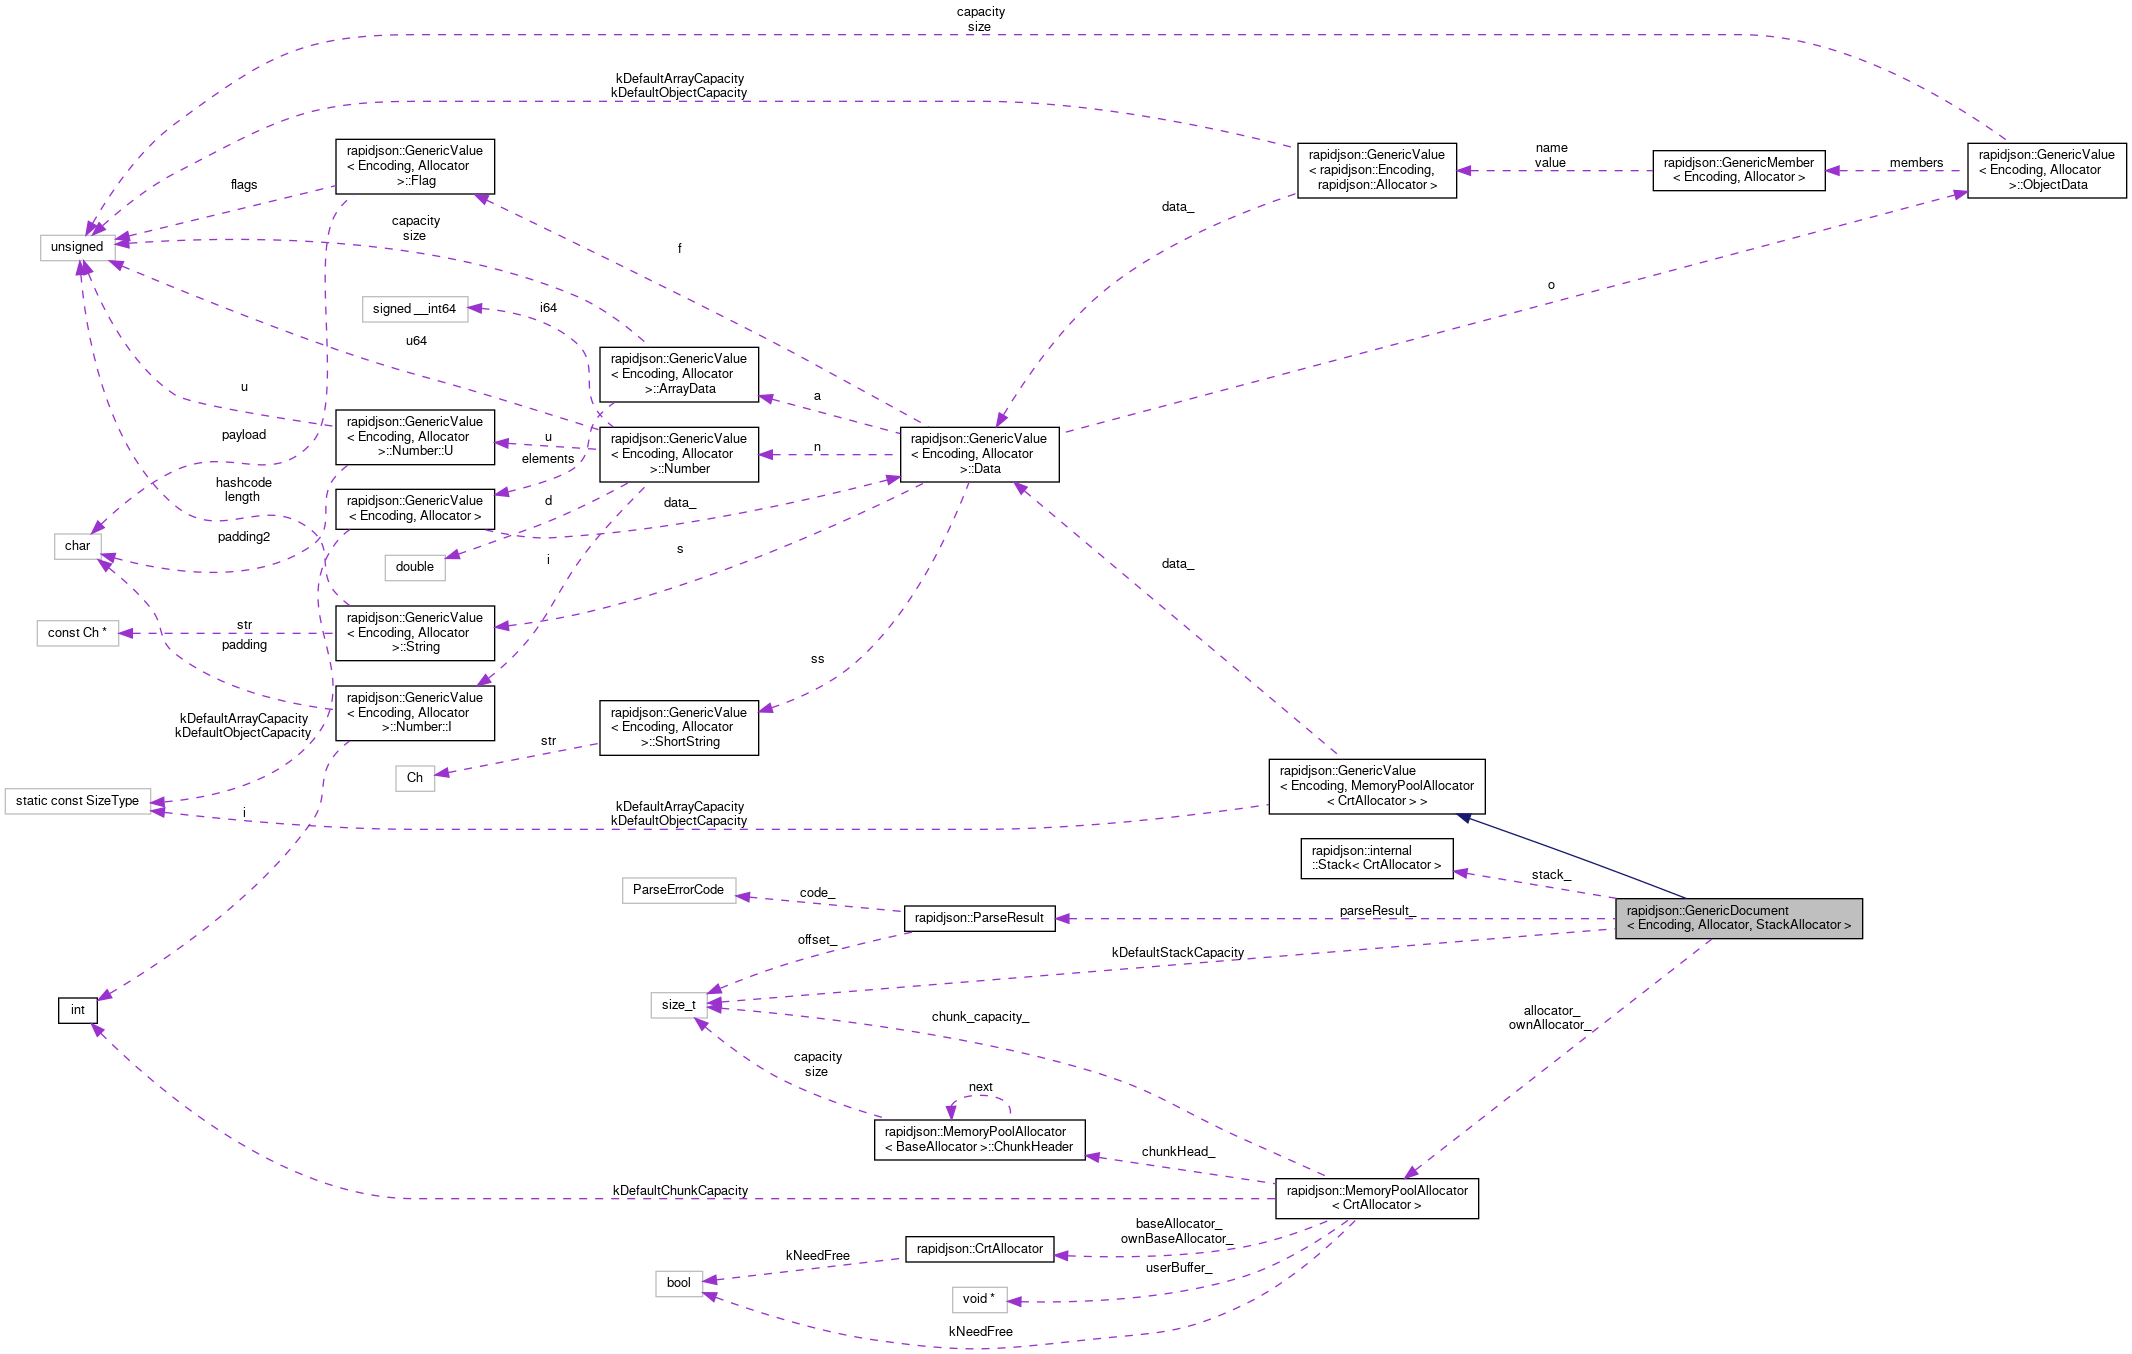 capacity
size
kDefaultArrayCapacity
kDefaultObjectCapacity
rapidjson::GenericValue
< Encoding, Allocator
>::Flag
rapidjson::GenericValue
< rapidjson::Encoding,
rapidjson::Allocator >
name
value
rapidjson::GenericMember
< Encoding, Allocator >
members
rapidjson::GenericValue
< Encoding, Allocator
>::ObjectData
flags
data_
capacity
size
unsigned
f
o
signed __int64
i64
u64
rapidjson::GenericValue
< Encoding, Allocator
>::ArrayData
u
a
rapidjson::GenericValue
< Encoding, Allocator
>::Number::U
payload
u
elements
rapidjson::GenericValue
< Encoding, Allocator
>::Number
n
rapidjson::GenericValue
< Encoding, Allocator
>::Data
hashcode
length
rapidjson::GenericValue
< Encoding, Allocator >
d
data_
char
padding2
double
i
s
data_
const Ch *
str
padding
rapidjson::GenericValue
< Encoding, Allocator
>::String
ss
rapidjson::GenericValue
< Encoding, Allocator
>::Number::I
kDefaultArrayCapacity
kDefaultObjectCapacity
rapidjson::GenericValue
< Encoding, Allocator
>::ShortString
str
Ch
rapidjson::GenericValue
< Encoding, MemoryPoolAllocator
< CrtAllocator > >
static const SizeType
i
kDefaultArrayCapacity
kDefaultObjectCapacity
rapidjson::internal
::Stack< CrtAllocator >
stack_
ParseErrorCode
code_
rapidjson::ParseResult
parseResult_
rapidjson::GenericDocument
< Encoding, Allocator, StackAllocator >
offset_
kDefaultStackCapacity
size_t
int
chunk_capacity_
allocator_
ownAllocator_
capacity
size
next
rapidjson::MemoryPoolAllocator
< BaseAllocator >::ChunkHeader
chunkHead_
kDefaultChunkCapacity
rapidjson::MemoryPoolAllocator
< CrtAllocator >
baseAllocator_
ownBaseAllocator_
kNeedFree
rapidjson::CrtAllocator
userBuffer_
bool
void *
kNeedFree